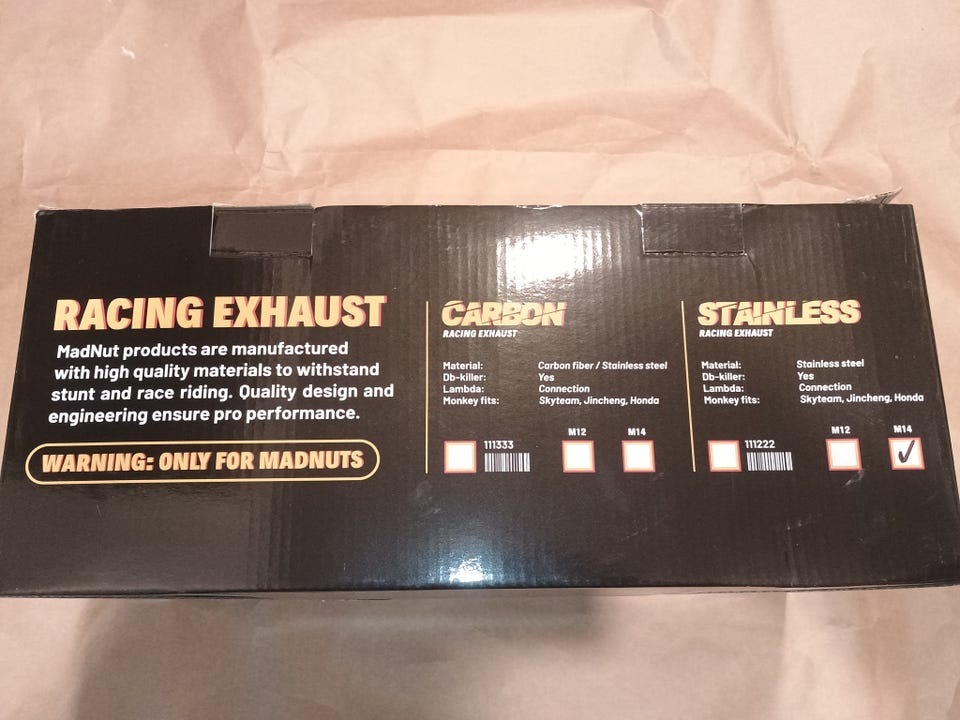 RACING EXHAUST
MadNut products are manufactured
with high quality materials to withstand
stunt and race riding. Quality design and
engineering ensure pro performance.
WARNING: ONLY FOR MADNUTS
CARBON
RACING EXHAUST
Material: Carbon fiber / Stainless steel
Db-killer: Yes
Lambda: Connection
Monkey fits: Skyteam, Jincheng, Honda
111333 M12 M14
STAINLESS
RACING EXHAUST
Material: Stainless steel
Db-killer: Yes
Lambda: Connection
Monkey fits: Skyteam, Jincheng, Honda
111222 M12 M14